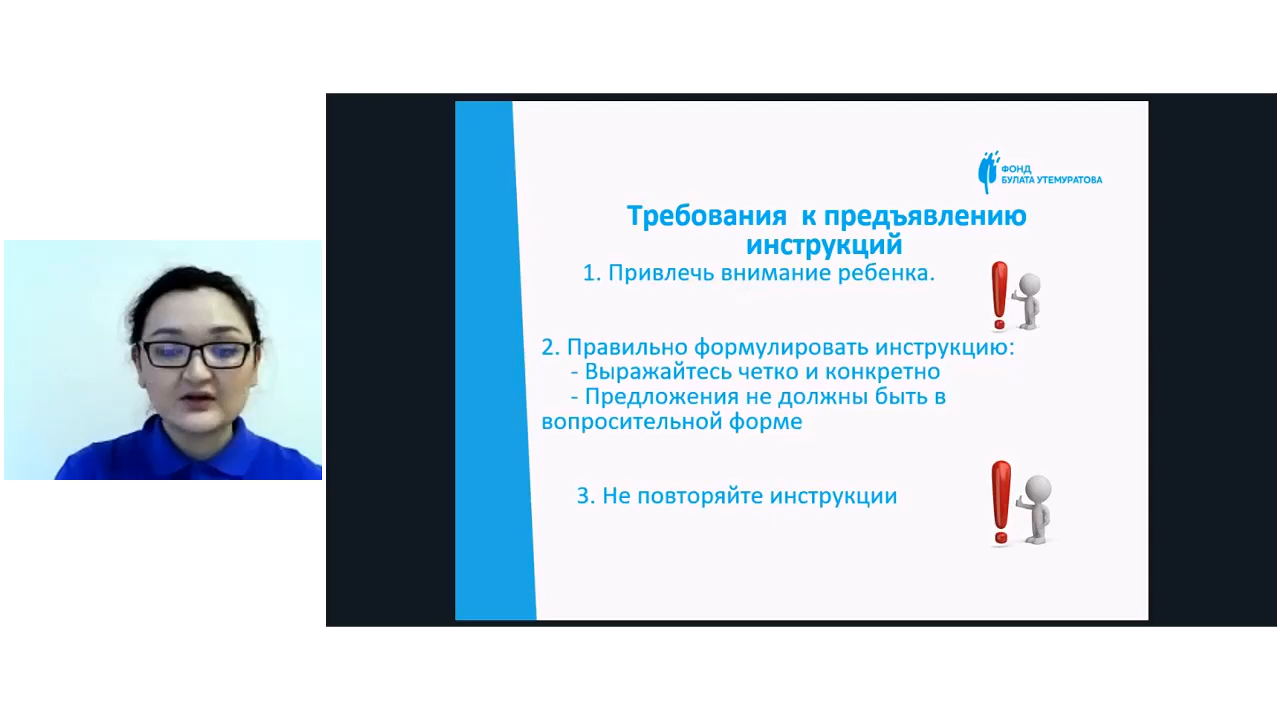 ФОНД
БУЛАТА УТЕМУРАТОВА
Требования к предъявлению
инструкций
1. Привлечь внимание ребенка.
2. Правильно формулировать инструкцию:
- Выражайтесь четко и конкретно
- Предложения не должны быть в
вопросительной форме
3. Не повторяйте инструкции